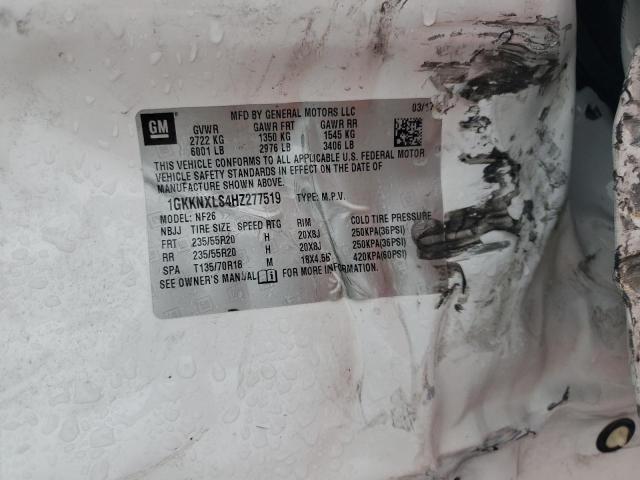 GM
MFD BY GENERAL MOTORS LLC 03/17
GVWR GAWR FRT GAWR RR
2722 KG 1350 KG 1545 KG
6001 LB 2976 LB 3406 LB
THIS VEHICLE CONFORMS TO ALL APPLICABLE U.S. FEDERAL MOTOR
VEHICLE SAFETY STANDARDS IN EFFECT ON THE DATE OF
MANUFACTURE SHOWN ABOVE.
1GKKNXLS4HZ277519 TYPE: M.P.V.
MODEL: NF26
NBJJ TIRE SIZE SPEED RTG RIM COLD TIRE PRESSURE
FRT 235/55R20 H 20X8J 250KPA(36PSI)
RR 235/55R20 H 20X8J 250KPA(36PSI)
SPA T135/70R18 M 18X4.5B 420KPA(60PSI)
SEE OWNER'S MANUAL FOR MORE INFORMATION.